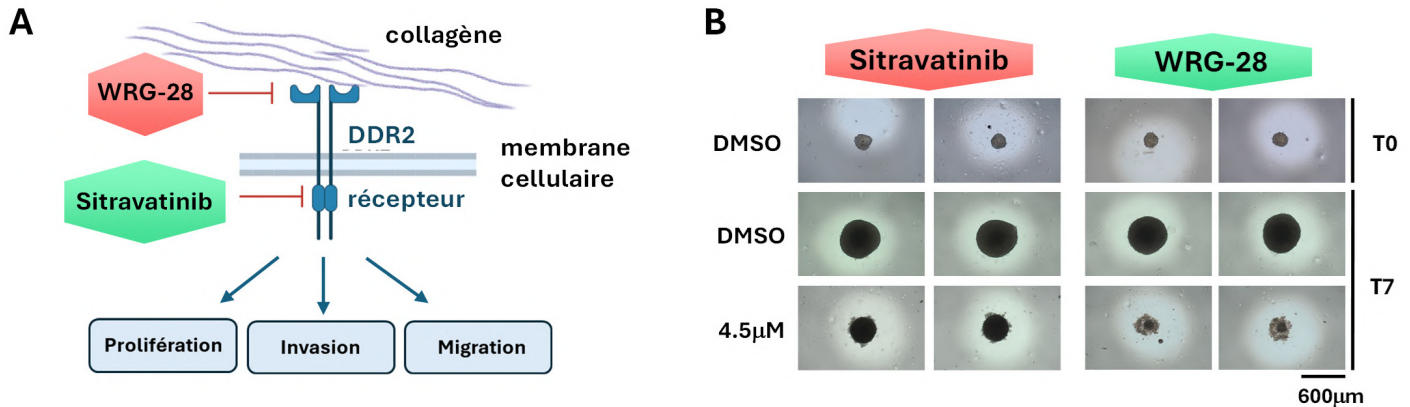 A
collagène
WRG-28
DDR2
membrane
cellulaire
Sitravatinib
récepteur
Prolifération
Invasion
Migration
B
Sitravatinib
WRG-28
DMSO
T0
DMSO
T7
4.5µM
600µm